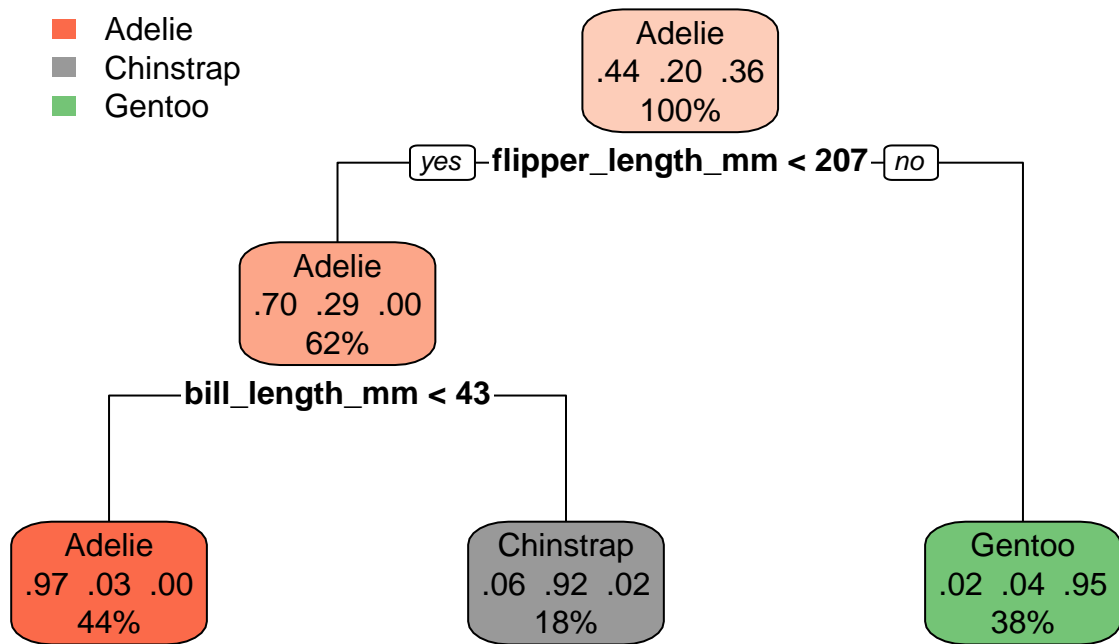 Adelie
Chinstrap
Gentoo
Adelie
.44 .20 .36
100%
yes flipper_length_mm < 207 no
Adelie
.70 .29 .00
62%
bill_length_mm < 43
Adelie
.97 .03 .00
44%
Chinstrap
.06 .92 .02
18%
Gentoo
.02 .04 .95
38%